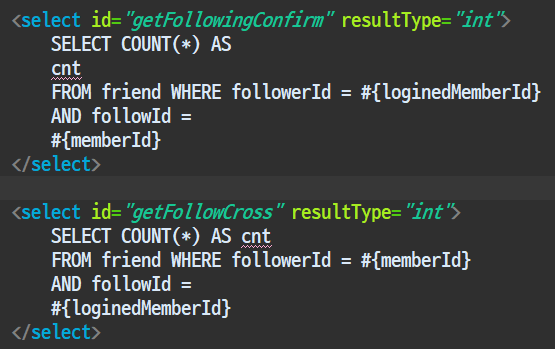 <select id="getFollowingConfirm" resultType="int">
SELECT COUNT(*) AS
cnt
FROM friend WHERE followerId = #{loginedMemberId}
AND followId =
#{memberId}
</select>
<select id="getFollowCross" resultType="int">
SELECT COUNT(*) AS cnt
FROM friend WHERE followerId = #{memberId}
AND followId =
#{loginedMemberId}
</select>